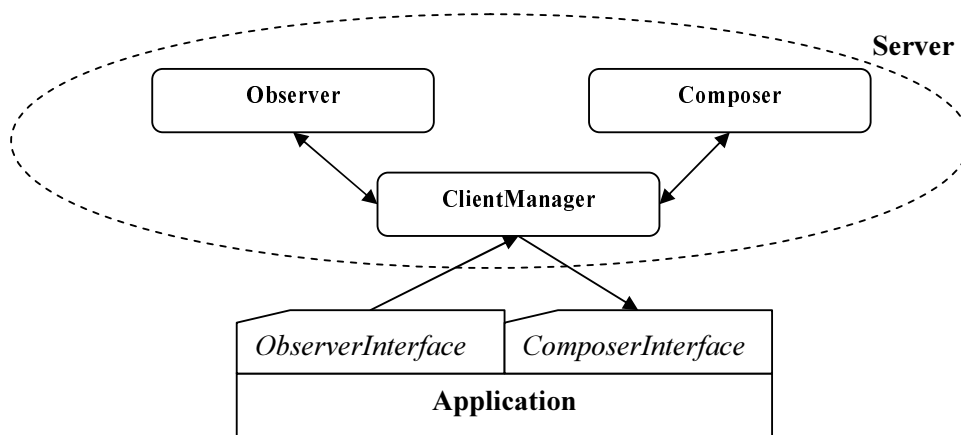 Server
Observer
Composer
ClientManager
ObserverInterface
ComposerInterface
Application